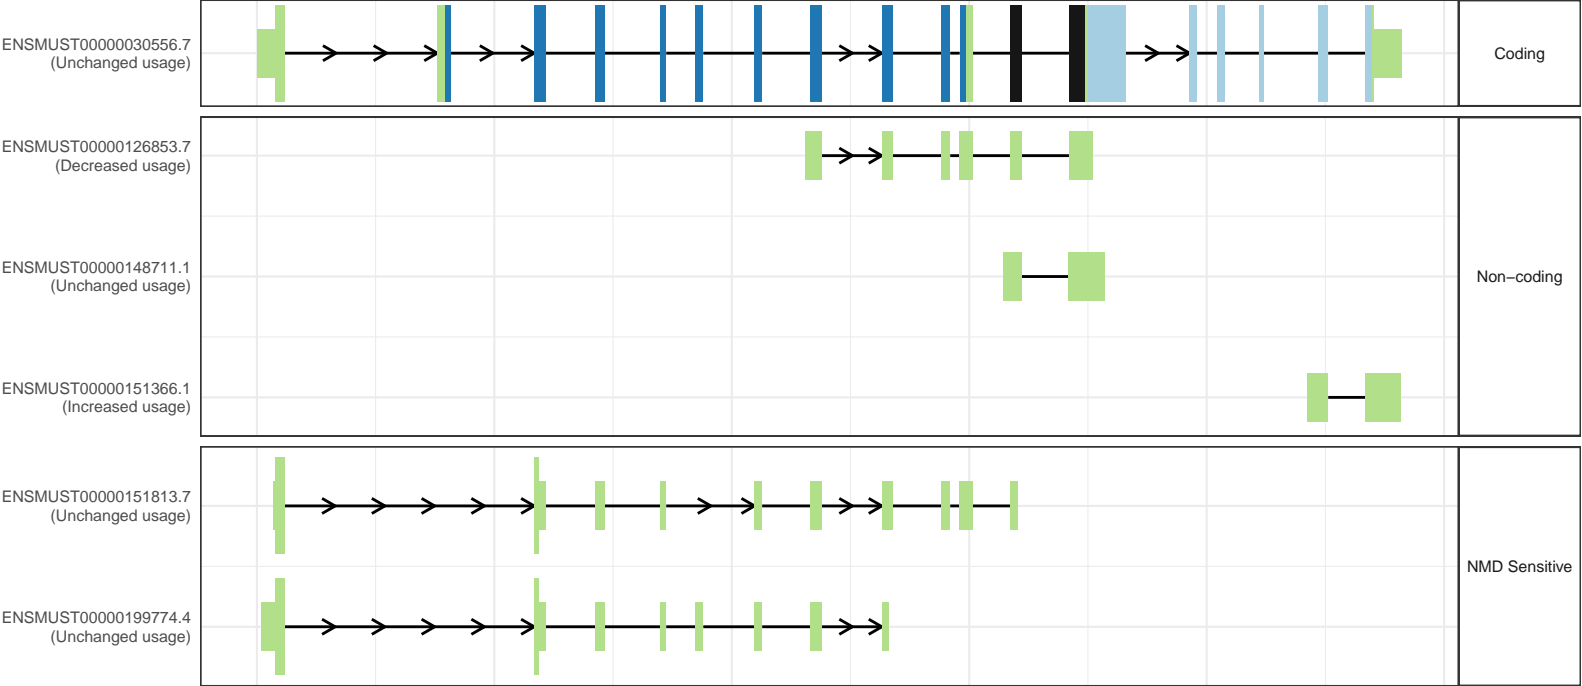 ENSMUST00000030556.7
(Unchanged usage)
Coding
ENSMUST00000126853.7
(Decreased usage)
ENSMUST00000148711.1
(Unchanged usage)
Non−coding
ENSMUST00000151366.1
(Increased usage)
ENSMUST00000151813.7
(Unchanged usage)
NMD Sensitive
ENSMUST00000199774.4
(Unchanged usage)